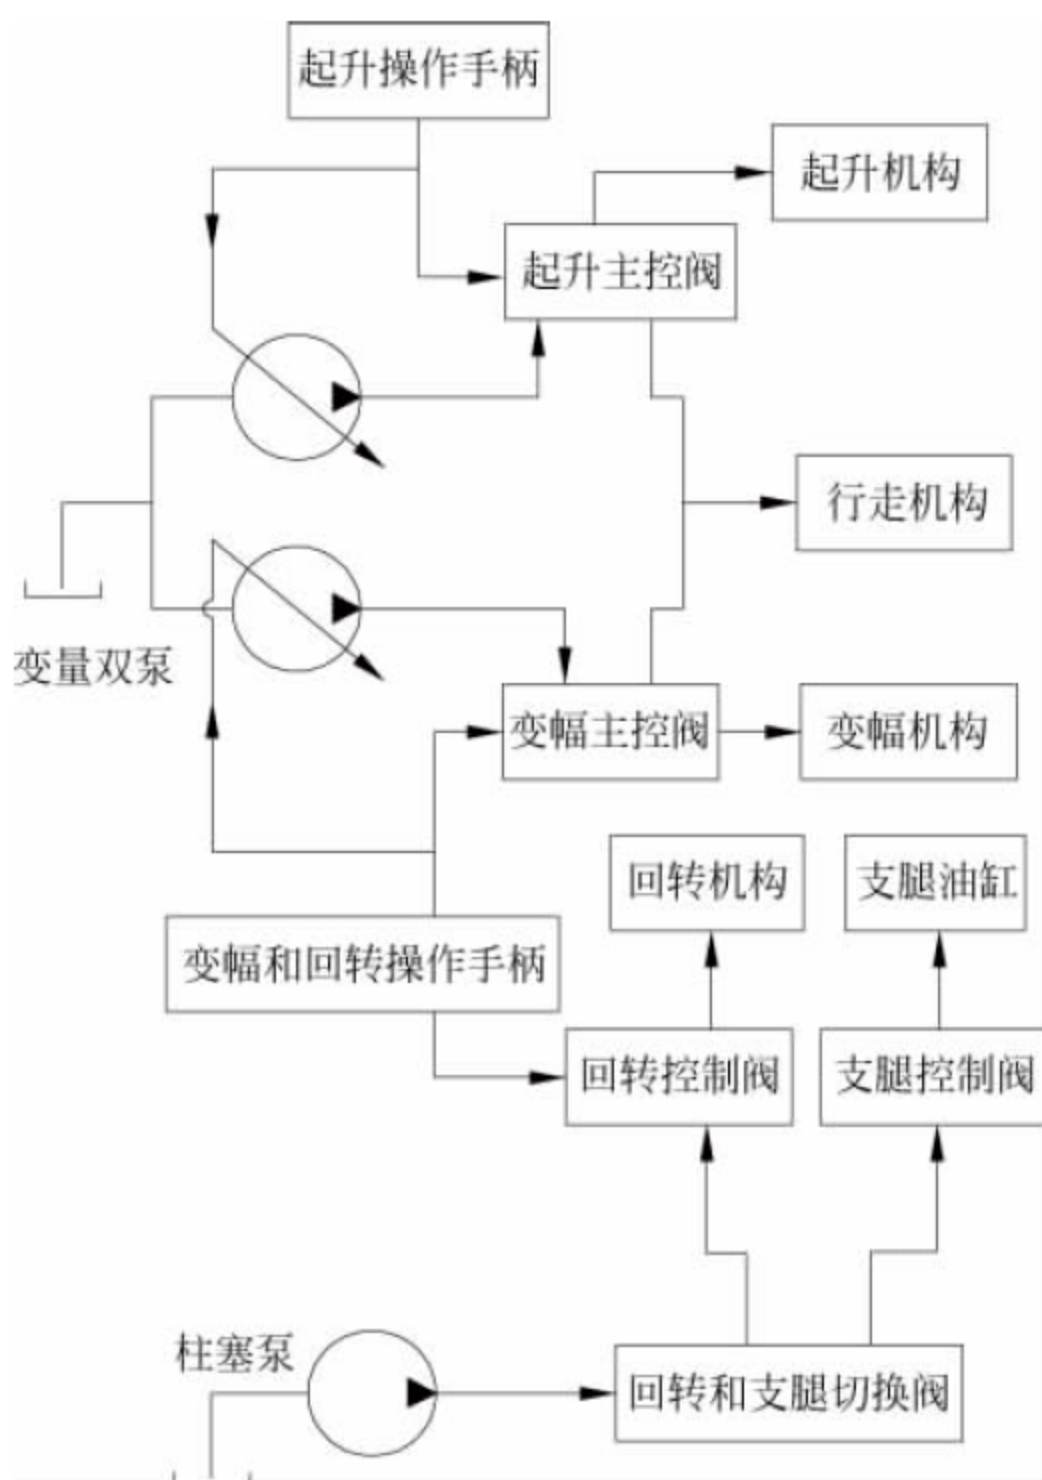 起升操作手柄
起升机构
起升主控阀
行走机构
变量双泵
变幅主控阀
变幅机构
回转机构
支腿油缸
变幅和回转操作手柄
回转控制阀
支腿控制阀
柱塞泵
回转和支腿切换阀